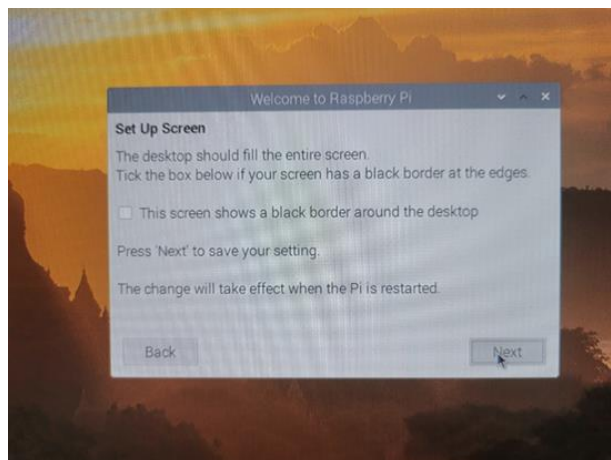 Welcome to Raspberry Pi
Set Up Screen
The desktop should fill the entire screen.
Tick the box below if your screen has a black border at the edges.
This screen shows a black border around the desktop
Press 'Next' to save your setting.
The change will take effect when the Pi is restarted.
Back
Next